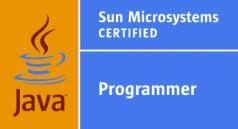 Sun Microsystems
CERTIFIED
Programmer
Java